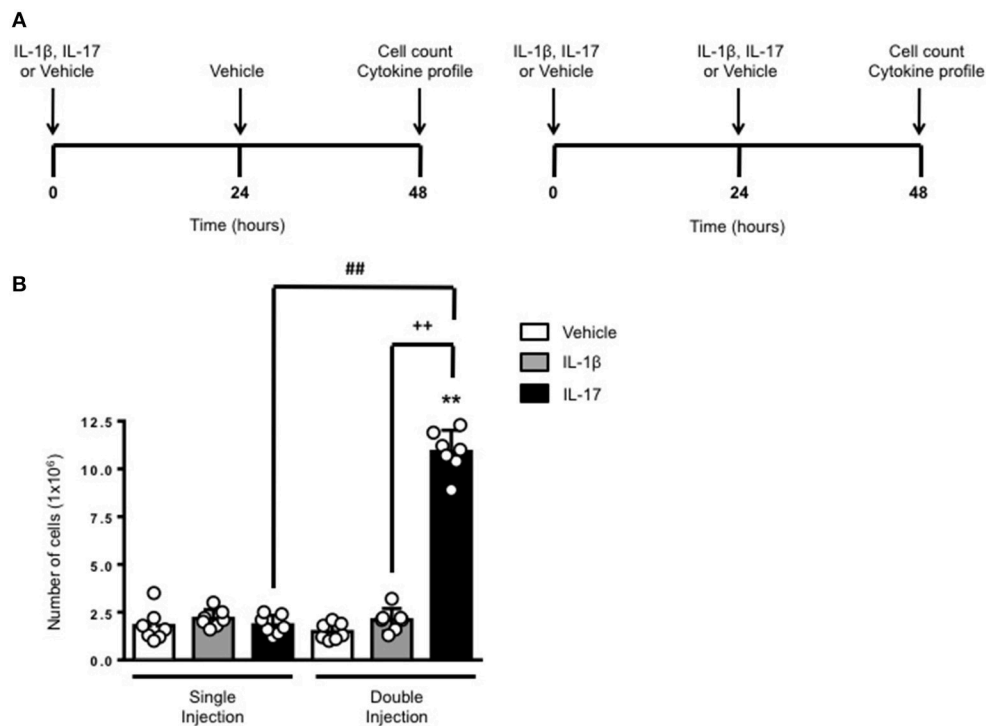 A
IL-1β, IL-17
or Vehicle
Vehicle
Cell count
Cytokine profile
0
24
48
Time (hours)
IL-1β, IL-17
or Vehicle
IL-1β, IL-17
or Vehicle
Cell count
Cytokine profile
0
24
48
Time (hours)
B
##
++
**
Vehicle
IL-1β
IL-17
Number of cells (1x10⁶)
12.5
10.0
7.5
5.0
2.5
0.0
Single
Injection
Double
Injection